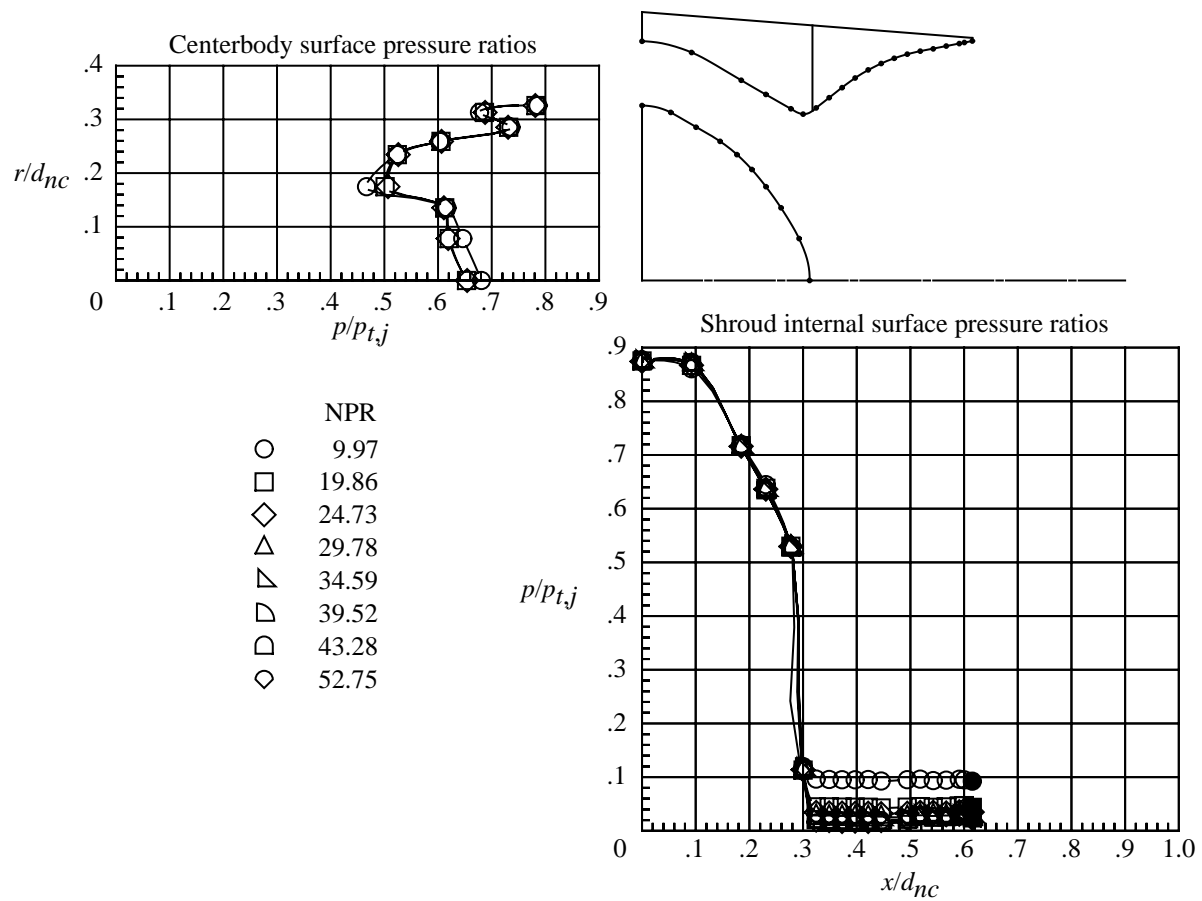 Centerbody surface pressure ratios
.4
.3
r/dnc .2
.1
0 .1 .2 .3 .4 .5 .6 .7 .8 .9
p/pt,j
NPR
9.97
19.86
24.73
29.78
34.59
39.52
43.28
52.75
Shroud internal surface pressure ratios
.9
.8
.7
.6
.5
p/pt,j
.4
.3
.2
.1
0 .1 .2 .3 .4 .5 .6 .7 .8 .9 1.0
x/dnc